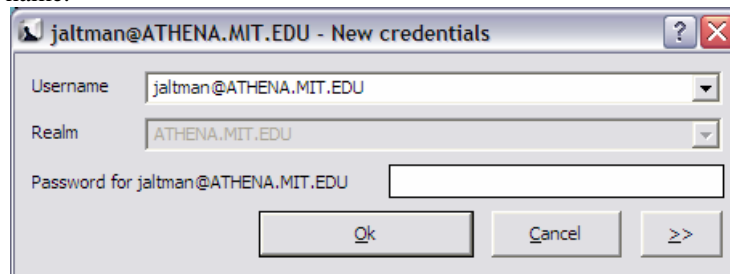 name.
jaltman@ATHENA.MIT.EDU - New credentials ?
Username jaltman@ATHENA.MIT.EDU
Realm ATHENA.MIT.EDU
Password for jaltman@ATHENA.MIT.EDU
Ok Cancel >>